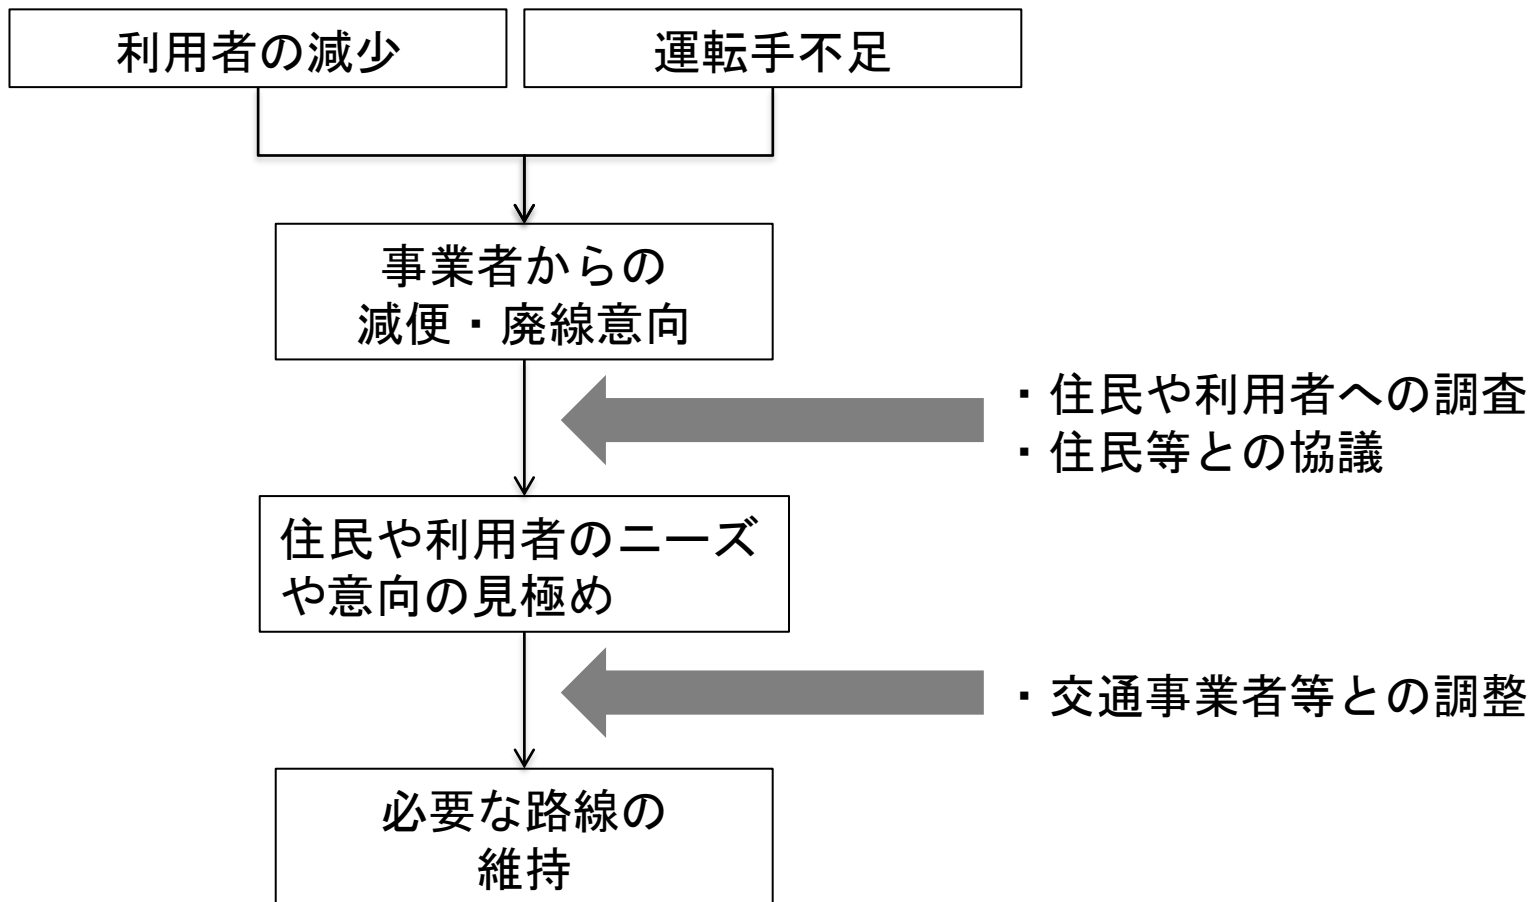 利用者の減少
運転手不足
事業者からの
減便・廃線意向
・住民や利用者への調査
・住民等との協議
住民や利用者のニーズ
や意向の見極め
・交通事業者等との調整
必要な路線の
維持